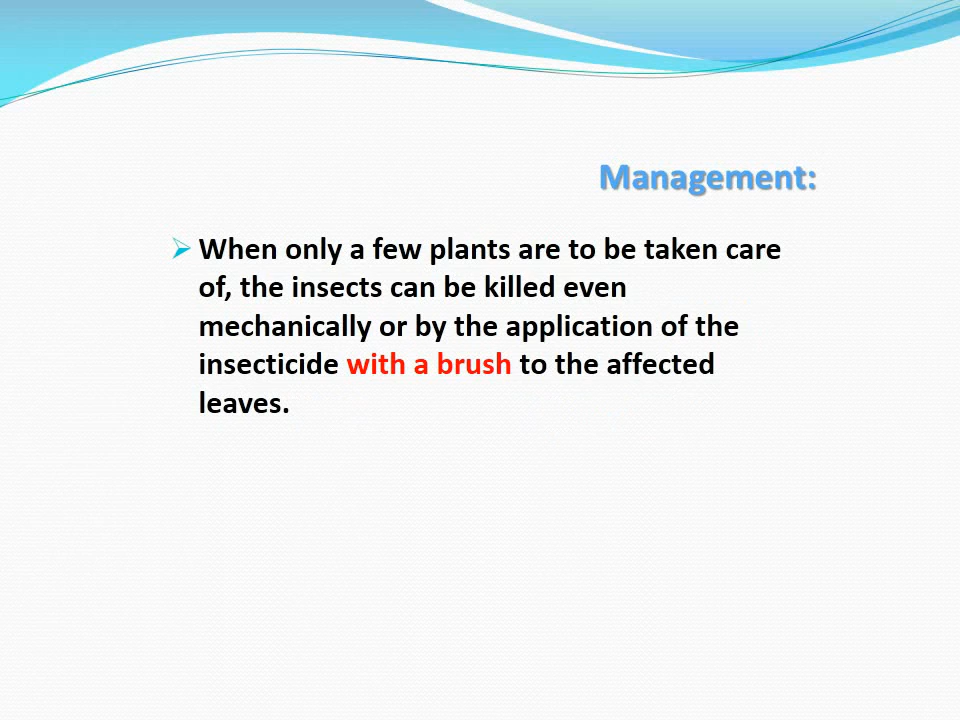 Management:
When only a few plants are to be taken care
of, the insects can be killed even
mechanically or by the application of the
insecticide with a brush to the affected
leaves.